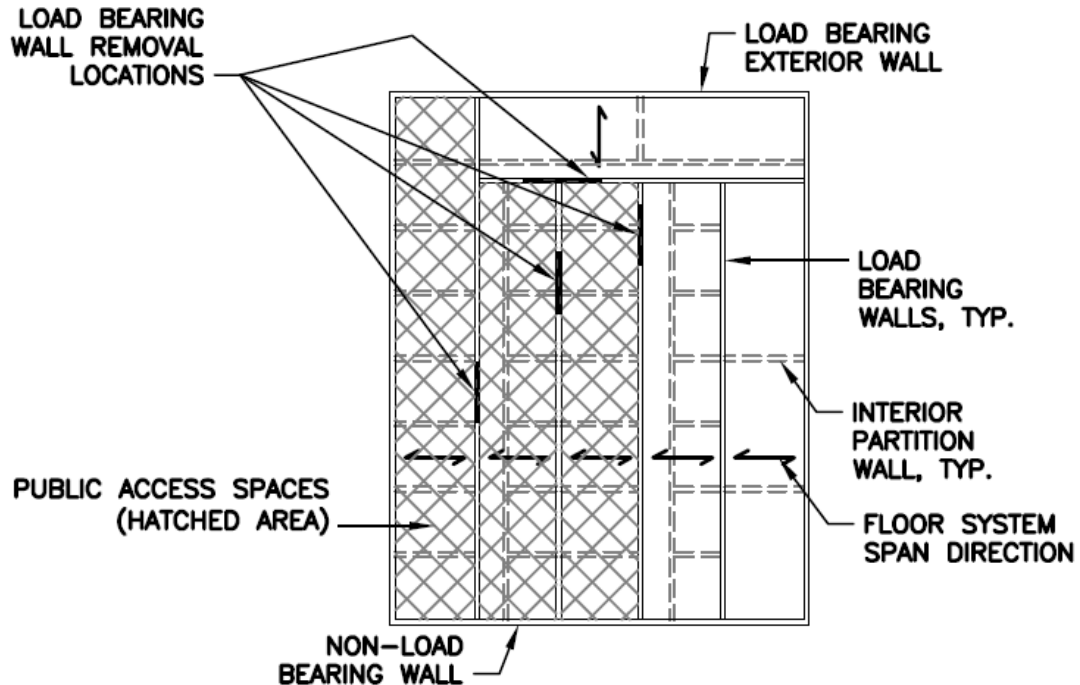 LOAD BEARING
WALL REMOVAL
LOCATIONS
LOAD BEARING
EXTERIOR WALL
LOAD
BEARING
WALLS, TYP.
INTERIOR
PARTITION
WALL, TYP.
PUBLIC ACCESS SPACES
(HATCHED AREA)
FLOOR SYSTEM
SPAN DIRECTION
NON-LOAD
BEARING WALL